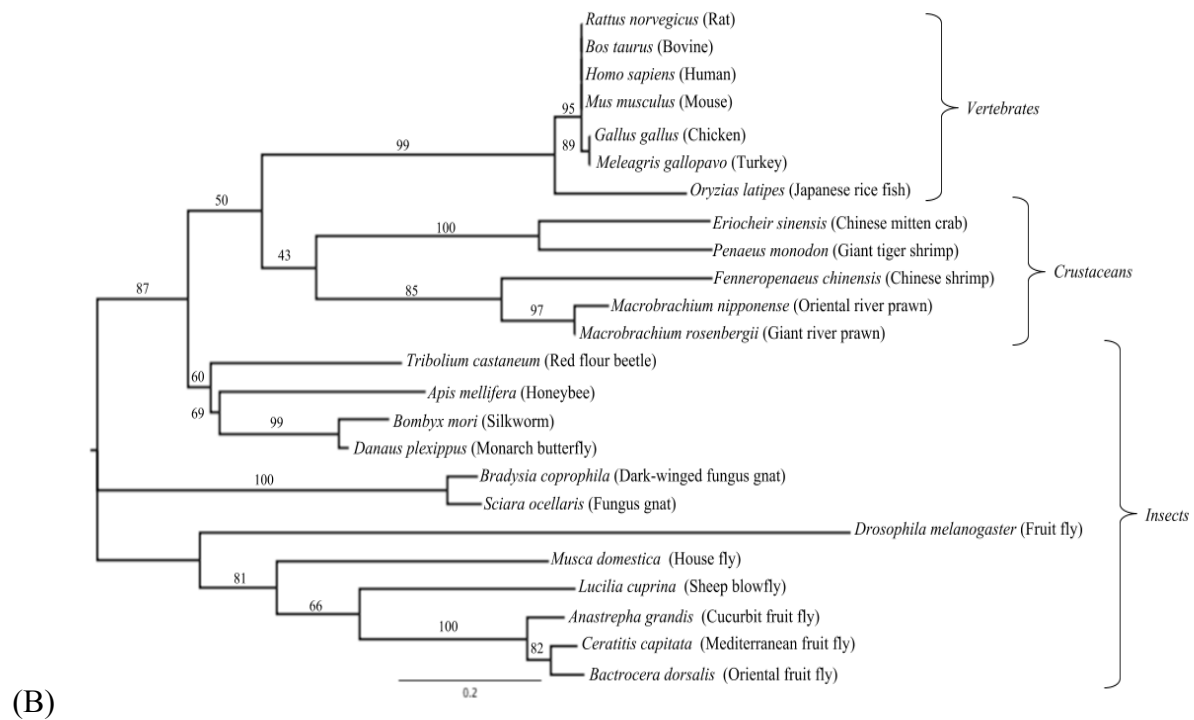 Rattus norvegicus (Rat)
Bos taurus (Bovine)
Homo sapiens (Human)
95
Mus musculus (Mouse)
Vertebrates
89
Gallus gallus (Chicken)
99
Meleagris gallopavo (Turkey)
Oryzias latipes (Japanese rice fish)
50
Eriocheir sinensis (Chinese mitten crab)
100
Penaeus monodon (Giant tiger shrimp)
43
Crustaceans
Fenneropenaeus chinensis (Chinese shrimp)
87
85
Macrobrachium nipponense (Oriental river prawn)
97
Macrobrachium rosenbergii (Giant river prawn)
Tribolium castaneum (Red flour beetle)
60
Apis mellifera (Honeybee)
69
99
Bombyx mori (Silkworm)
Danaus plexippus (Monarch butterfly)
100
Bradysia coprophila (Dark-winged fungus gnat)
Sciara ocellaris (Fungus gnat)
Insects
Drosophila melanogaster (Fruit fly)
Musca domestica (House fly)
81
Lucilia cuprina (Sheep blowfly)
66
Anastrepha grandis (Cucurbit fruit fly)
100
82
Ceratitis capitata (Mediterranean fruit fly)
Bactrocera dorsalis (Oriental fruit fly)
0.2
(B)